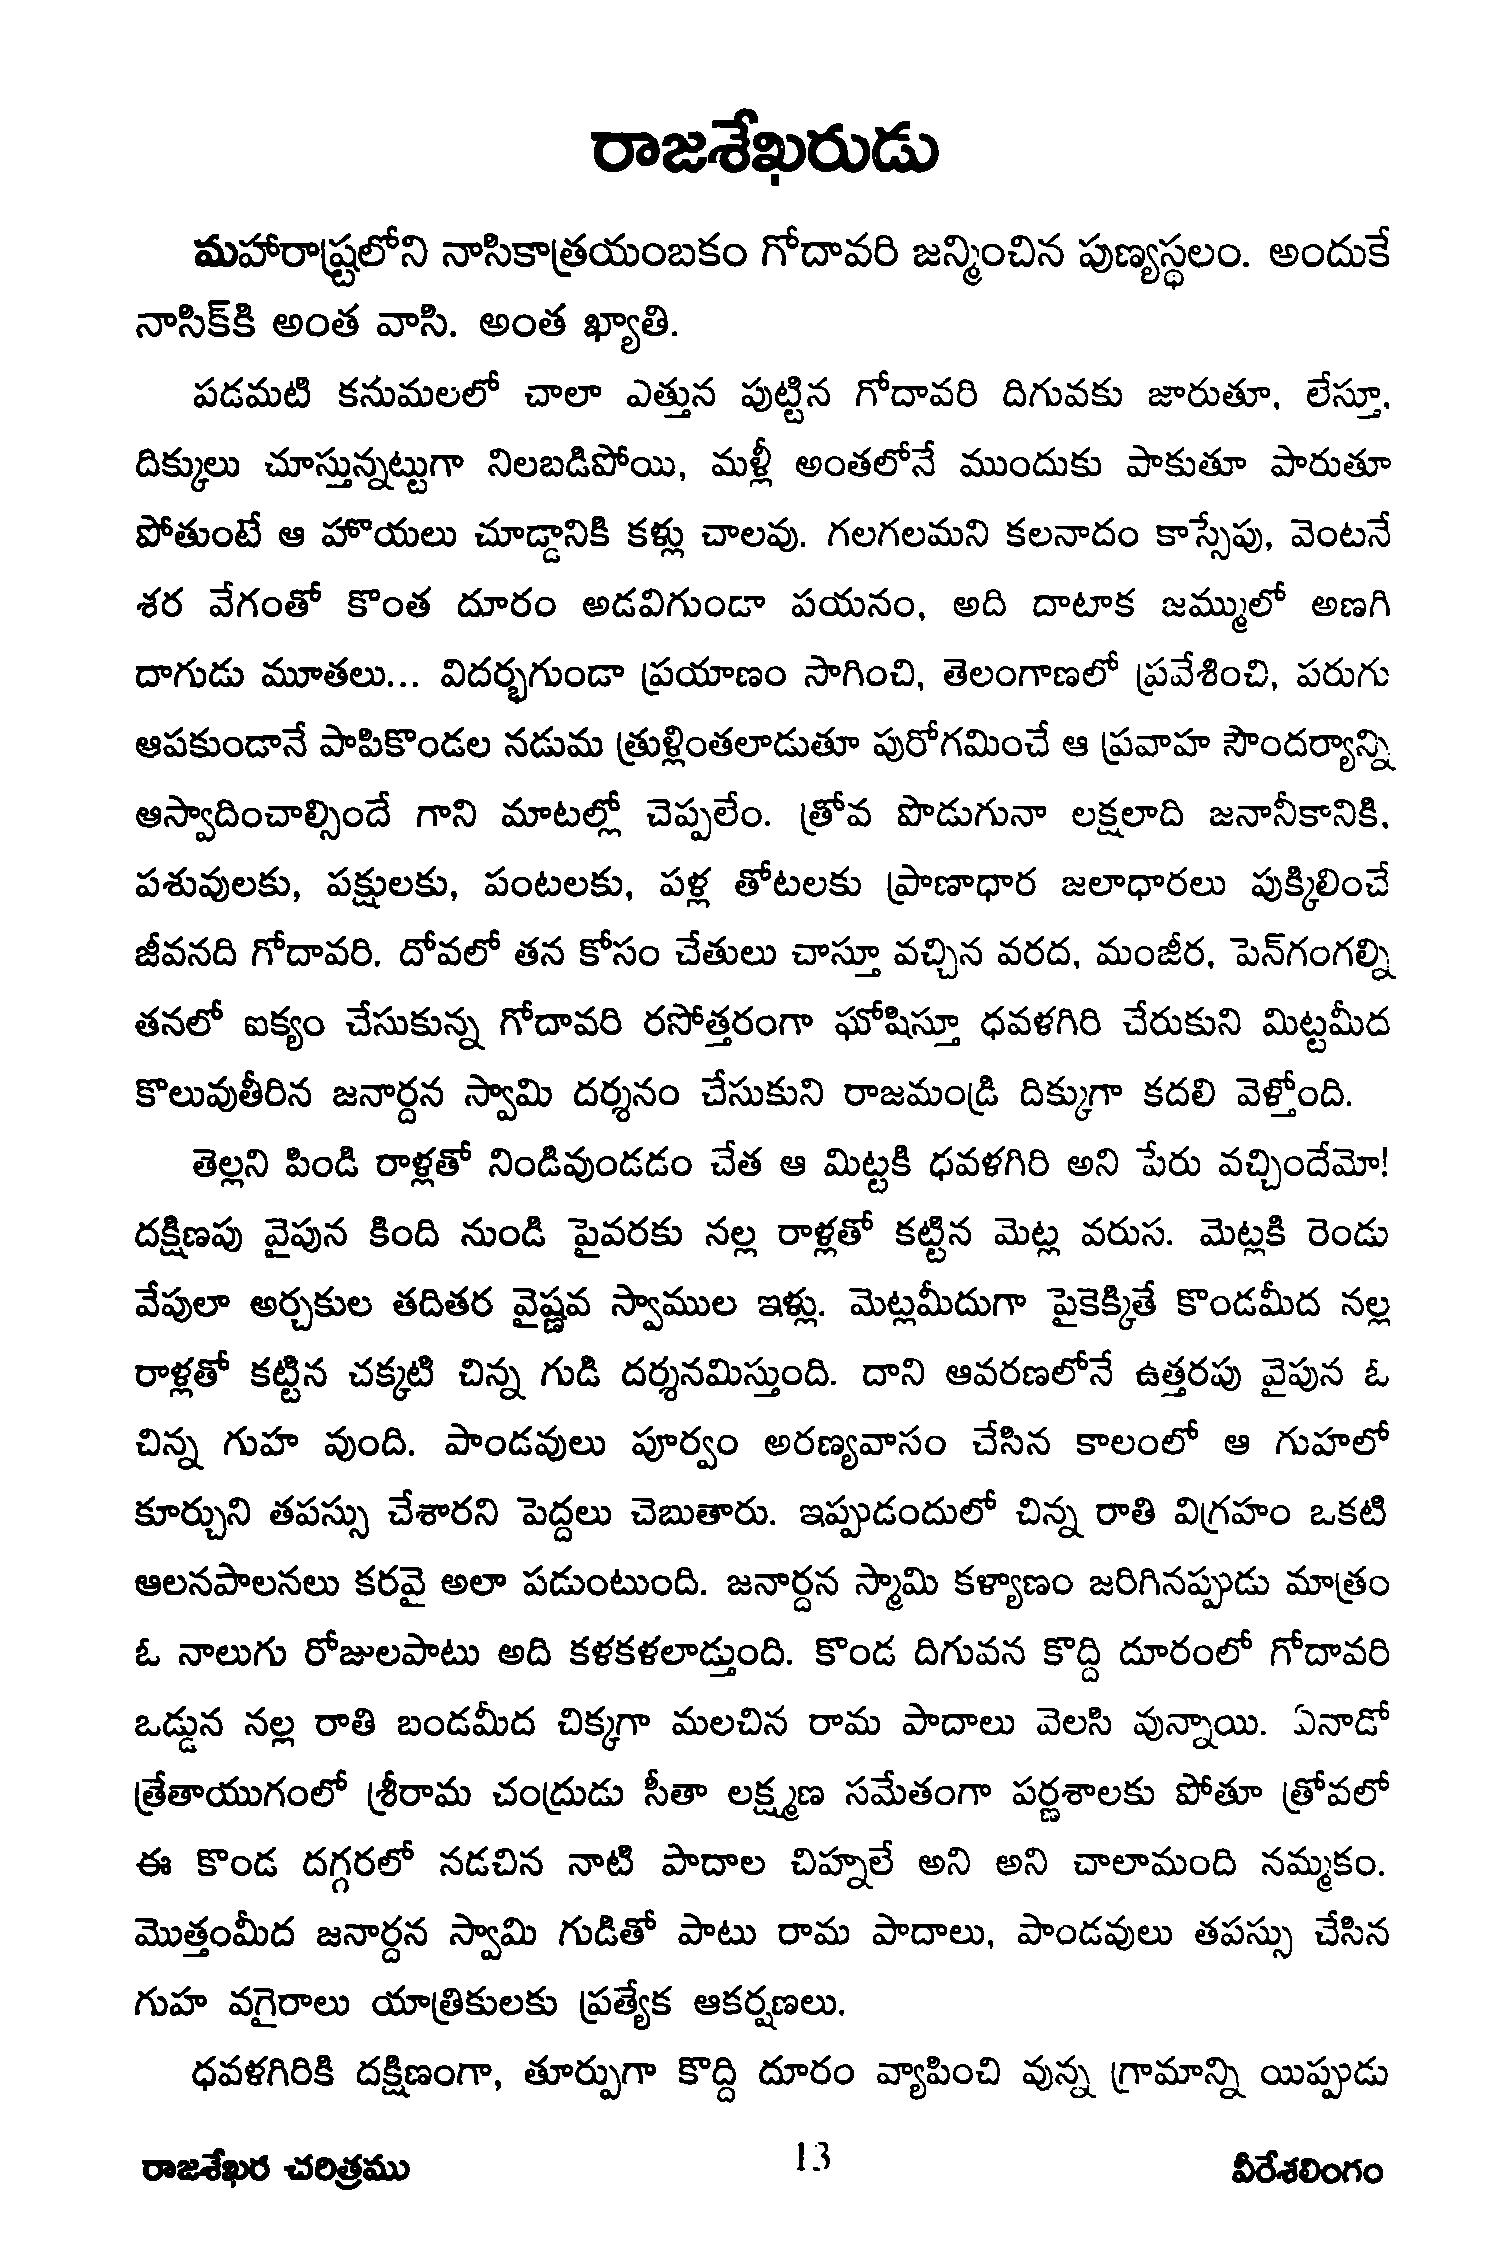 రాజశేఖరుడు
మహారాష్ట్రలోని నాసికాత్రయంబకం గోదావరి జన్మించిన పుణ్యస్థలం. అందుకే
నాసిక్‌కి అంత వాసి. అంత ఖ్యాతి.
పడమటి కనుమలలో చాలా ఎత్తున పుట్టిన గోదావరి దిగువకు జారుతూ, లేస్తూ,
దిక్కులు చూస్తున్నట్టుగా నిలబడిపోయి, మళ్లీ అంతలోనే ముందుకు పాకుతూ పారుతూ
పోతుంటే ఆ హొయలు చూడ్డానికి కళ్లు చాలవు. గలగలమని కలనాదం కాస్సేపు, వెంటనే
శర వేగంతో కొంత దూరం అడవిగుండా పయనం, అది దాటాక జమ్ములో అణగి
దాగుడు మూతలు... విదర్భగుండా ప్రయాణం సాగించి, తెలంగాణలో ప్రవేశించి, పరుగు
ఆపకుండానే పాపికొండల నడుమ త్రుళ్లింతలాడుతూ పురోగమించే ఆ ప్రవాహ సౌందర్యాన్ని
ఆస్వాదించాల్సిందే గాని మాటల్లో చెప్పలేం. త్రోవ పొడుగునా లక్షలాది జనానీకానికి,
పశువులకు, పక్షులకు, పంటలకు, పళ్ల తోటలకు ప్రాణాధార జలాధారలు పుక్కిలించే
జీవనది గోదావరి. దోవలో తన కోసం చేతులు చాస్తూ వచ్చిన వరద, మంజీర, పెన్‌గంగల్ని
తనలో ఐక్యం చేసుకున్న గోదావరి రసోత్తరంగా ఘోషిస్తూ ధవళగిరి చేరుకుని మిట్టమీద
కొలువుతీరిన జనార్దన స్వామి దర్శనం చేసుకుని రాజమండ్రి దిక్కుగా కదలి వెళ్తోంది.
తెల్లని పిండి రాళ్లతో నిండివుండడం చేత ఆ మిట్టకి ధవళగిరి అని పేరు వచ్చిందేమో!
దక్షిణపు వైపున కింది నుండి పైవరకు నల్ల రాళ్లతో కట్టిన మెట్ల వరుస. మెట్లకి రెండు
వేపులా అర్చకుల తదితర వైష్ణవ స్వాముల ఇళ్లు. మెట్లమీదుగా పైకెక్కితే కొండమీద నల్ల
రాళ్లతో కట్టిన చక్కటి చిన్న గుడి దర్శనమిస్తుంది. దాని ఆవరణలోనే ఉత్తరపు వైపున ఓ
చిన్న గుహ వుంది. పాండవులు పూర్వం అరణ్యవాసం చేసిన కాలంలో ఆ గుహలో
కూర్చుని తపస్సు చేశారని పెద్దలు చెబుతారు. ఇప్పుడందులో చిన్న రాతి విగ్రహం ఒకటి
ఆలనపాలనలు కరవై అలా పడుంటుంది. జనార్దన స్మామి కళ్యాణం జరిగినప్పుడు మాత్రం
ఓ నాలుగు రోజులపాటు అది కళకళలాడ్తుంది. కొండ దిగువన కొద్ది దూరంలో గోదావరి
ఒడ్డున నల్ల రాతి బండమీద చిక్కగా మలచిన రామ పాదాలు వెలసి వున్నాయి. ఏనాడో
త్రేతాయుగంలో శ్రీరామ చంద్రుడు సీతా లక్ష్మణ సమేతంగా పర్ణశాలకు పోతూ త్రోవలో
ఈ కొండ దగ్గరలో నడచిన నాటి పాదాల చిహ్నలే అని అని చాలామంది నమ్మకం.
మొత్తంమీద జనార్దన స్వామి గుడితో పాటు రామ పాదాలు, పాండవులు తపస్సు చేసిన
గుహ వగైరాలు యాత్రికులకు ప్రత్యేక ఆకర్షణలు.
ధవళగిరికి దక్షిణంగా, తూర్పుగా కొద్ది దూరం వ్యాపించి వున్న గ్రామాన్ని యిప్పుడు
రాజశేఖర చరిత్రము 13 వీరేశలింగం